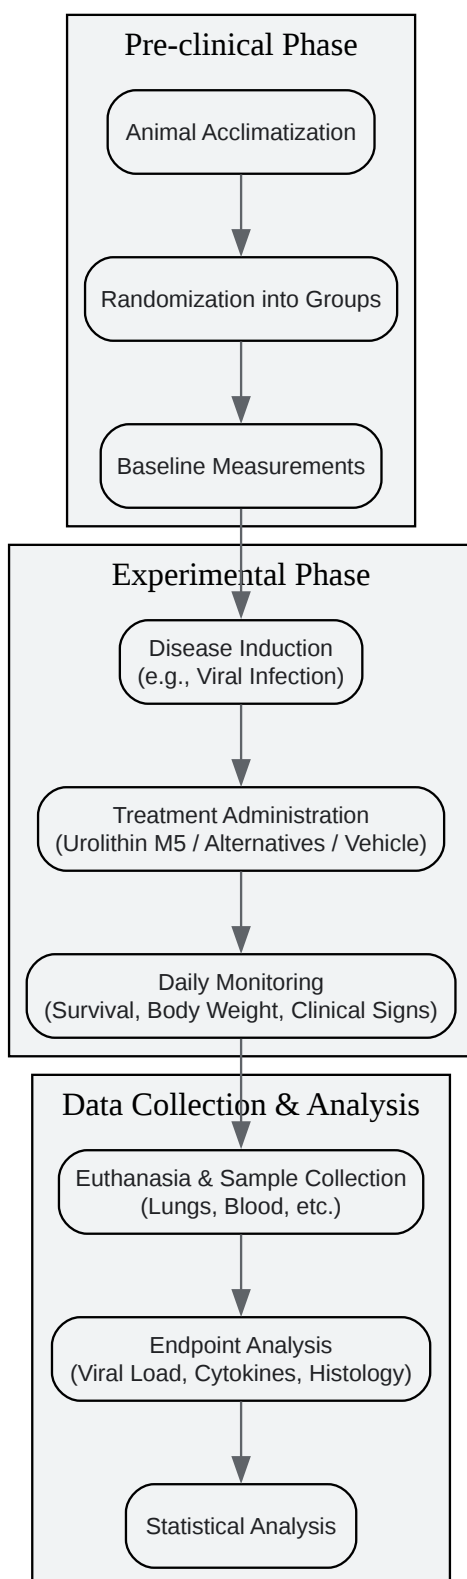 Pre-clinical Phase
Animal Acclimatization
Randomization into Groups
Baseline Measurements
Experimental Phase
Disease Induction
(e.g., Viral Infection)
Treatment Administration
(Urolithin M5 / Alternatives / Vehicle)
Daily Monitoring
(Survival, Body Weight, Clinical Signs)
Data Collection & Analysis
Euthanasia & Sample Collection
(Lungs, Blood, etc.)
Endpoint Analysis
(Viral Load, Cytokines, Histology)
Statistical Analysis